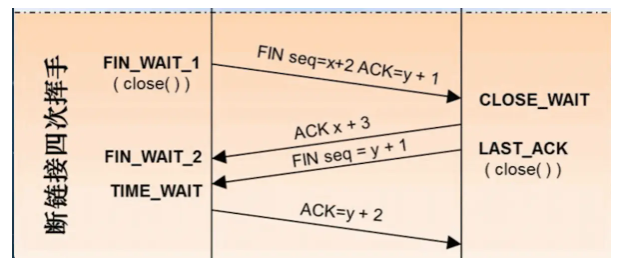 断链接四次挥手
FIN_WAIT_1
( close( ) )
FIN seq=x+2 ACK=y + 1
CLOSE_WAIT
ACK x + 3
FIN_WAIT_2
FIN seq = y + 1
LAST_ACK
( close( ) )
TIME_WAIT
ACK=y + 2